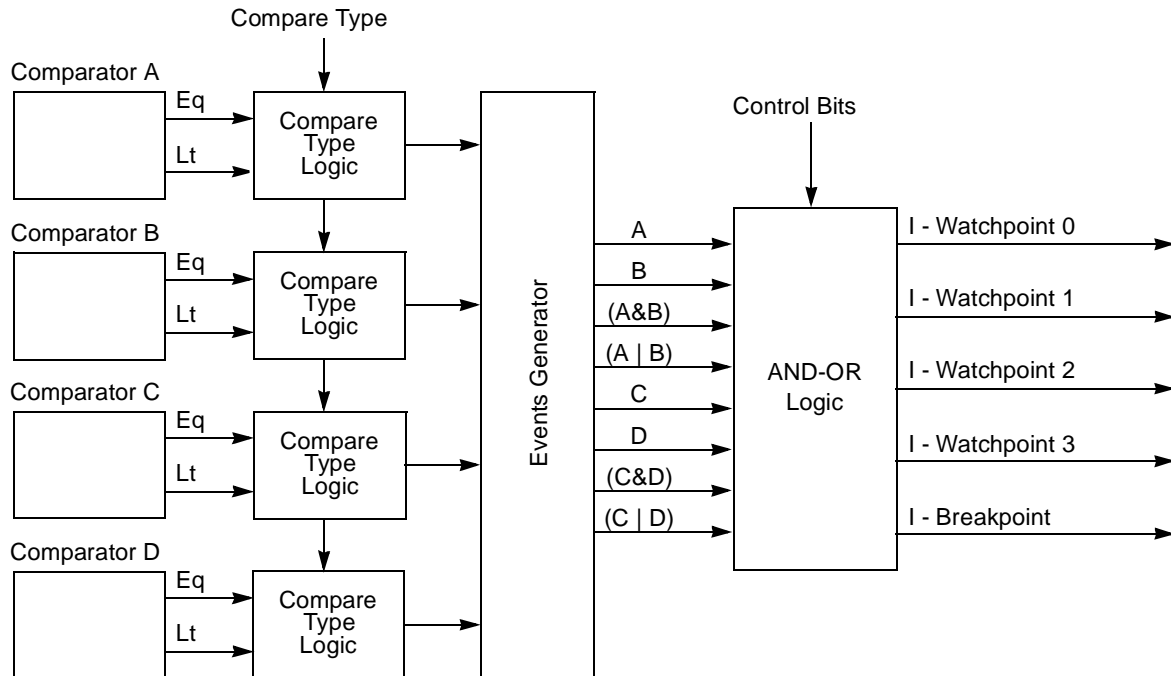 Compare Type
Comparator A
Eq
Lt
Compare
Type
Logic
Comparator B
Eq
Lt
Compare
Type
Logic
Comparator C
Eq
Lt
Compare
Type
Logic
Comparator D
Eq
Lt
Compare
Type
Logic
Events Generator
A
B
(A&B)
(A | B)
C
D
(C&D)
(C | D)
Control Bits
AND-OR
Logic
I - Watchpoint 0
I - Watchpoint 1
I - Watchpoint 2
I - Watchpoint 3
I - Breakpoint